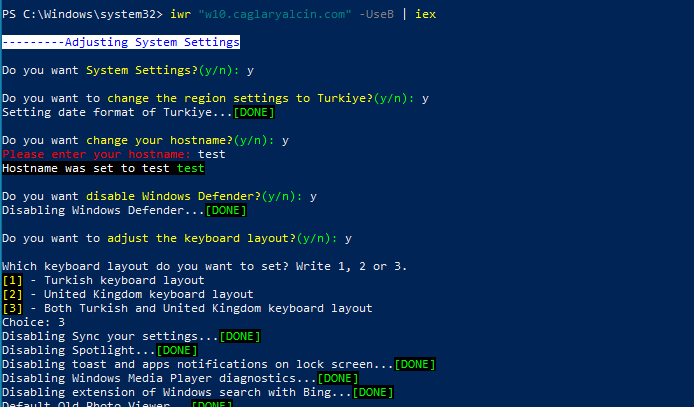 PS C:\Windows\system32> iwr "w10.caglaryalcin.com" -UseB | iex
---------Adjusting System Settings
Do you want System Settings?(y/n): y
Do you want to change the region settings to Turkiye?(y/n): y
Setting date format of Turkiye...[DONE]
Do you want change your hostname?(y/n): y
Please enter your hostname: test
Hostname was set to test test
Do you want disable Windows Defender?(y/n): y
Disabling Windows Defender...[DONE]
Do you want to adjust the keyboard layout?(y/n): y
Which keyboard layout do you want to set? Write 1, 2 or 3.
[1] - Turkish keyboard layout
[2] - United Kingdom keyboard layout
[3] - Both Turkish and United Kingdom keyboard layout
Choice: 3
Disabling Sync your settings...[DONE]
Disabling Spotlight...[DONE]
Disabling toast and apps notifications on lock screen...[DONE]
Disabling Windows Media Player diagnostics...[DONE]
Disabling extension of Windows search with Bing...[DONE]
Default Old Photo Viewer...[DONE]